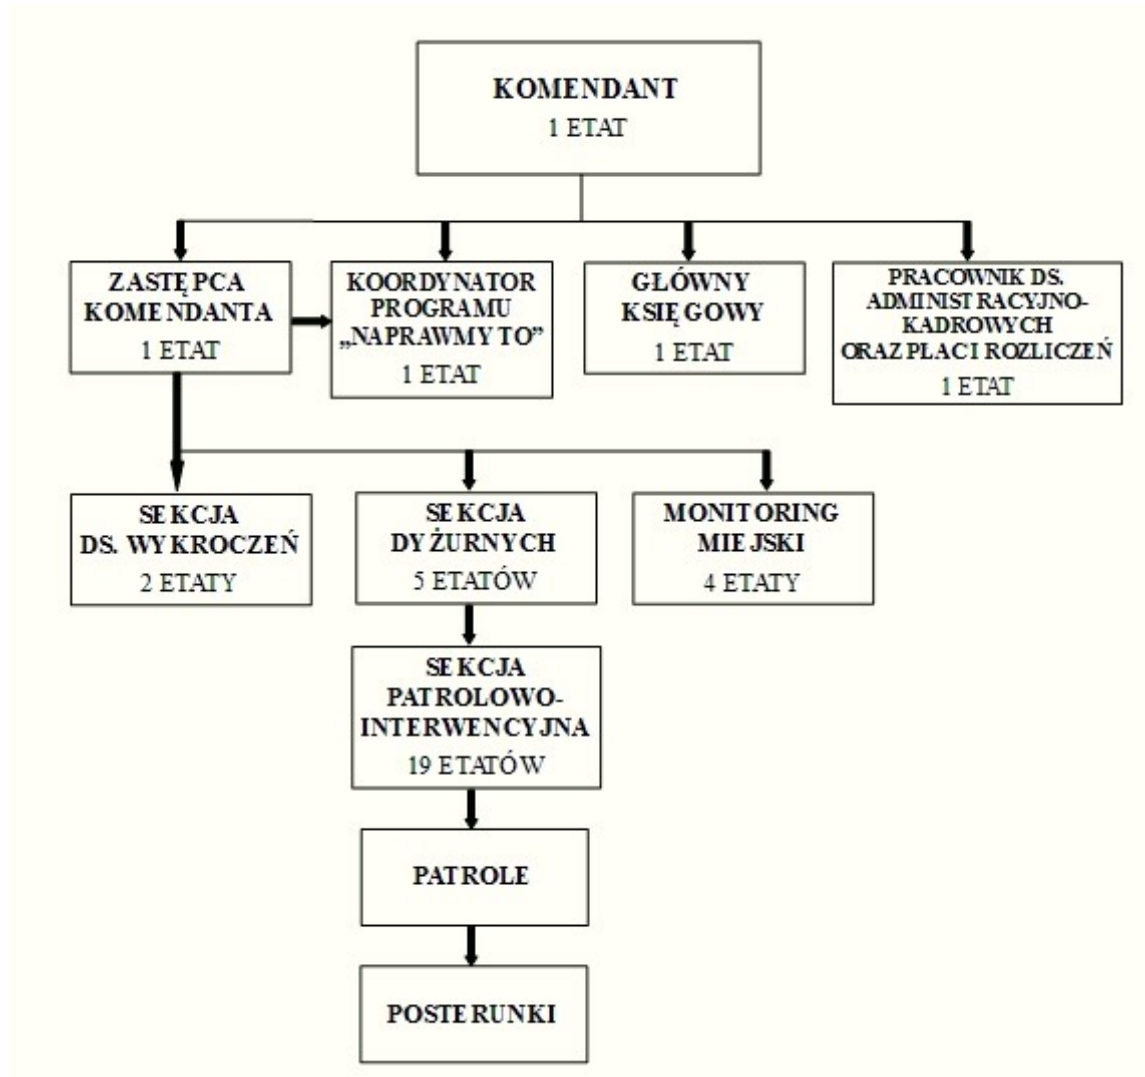 KOMENDANT
1 ETAT
ZASTĘPCA
KOMENDANTA
1 ETAT
KOORDYNATOR
PROGRAMU
„NAPRAWMY TO”
1 ETAT
GŁÓWNY
KSIĘGOWY
1 ETAT
PRACOWNIK DS.
ADMINISTRACYJNO-
KADROWYCH
ORAZ PŁAC I ROZLICZEŃ
1 ETAT
SEKCJA
DS. WYKROCZEŃ
2 ETATY
SEKCJA
DYŻURNYCH
5 ETATÓW
MONITORING
MIEJSKI
4 ETATY
SEKCJA
PATROLOWO-
INTERWENCYJNA
19 ETATÓW
PATROLE
POSTERUNKI